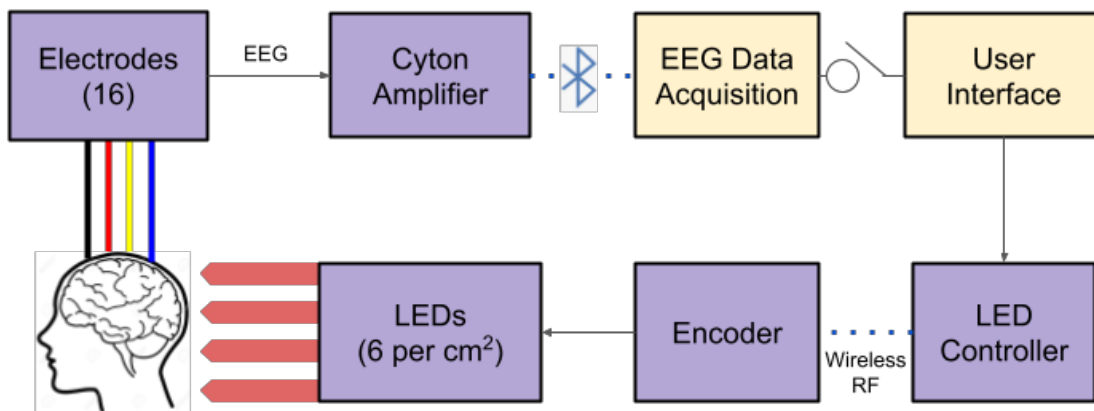 Electrodes
(16)
EEG
Cyton
Amplifier
EEG Data
Acquisition
User
Interface
LEDs
(6 per cm²)
Encoder
Wireless
RF
LED
Controller